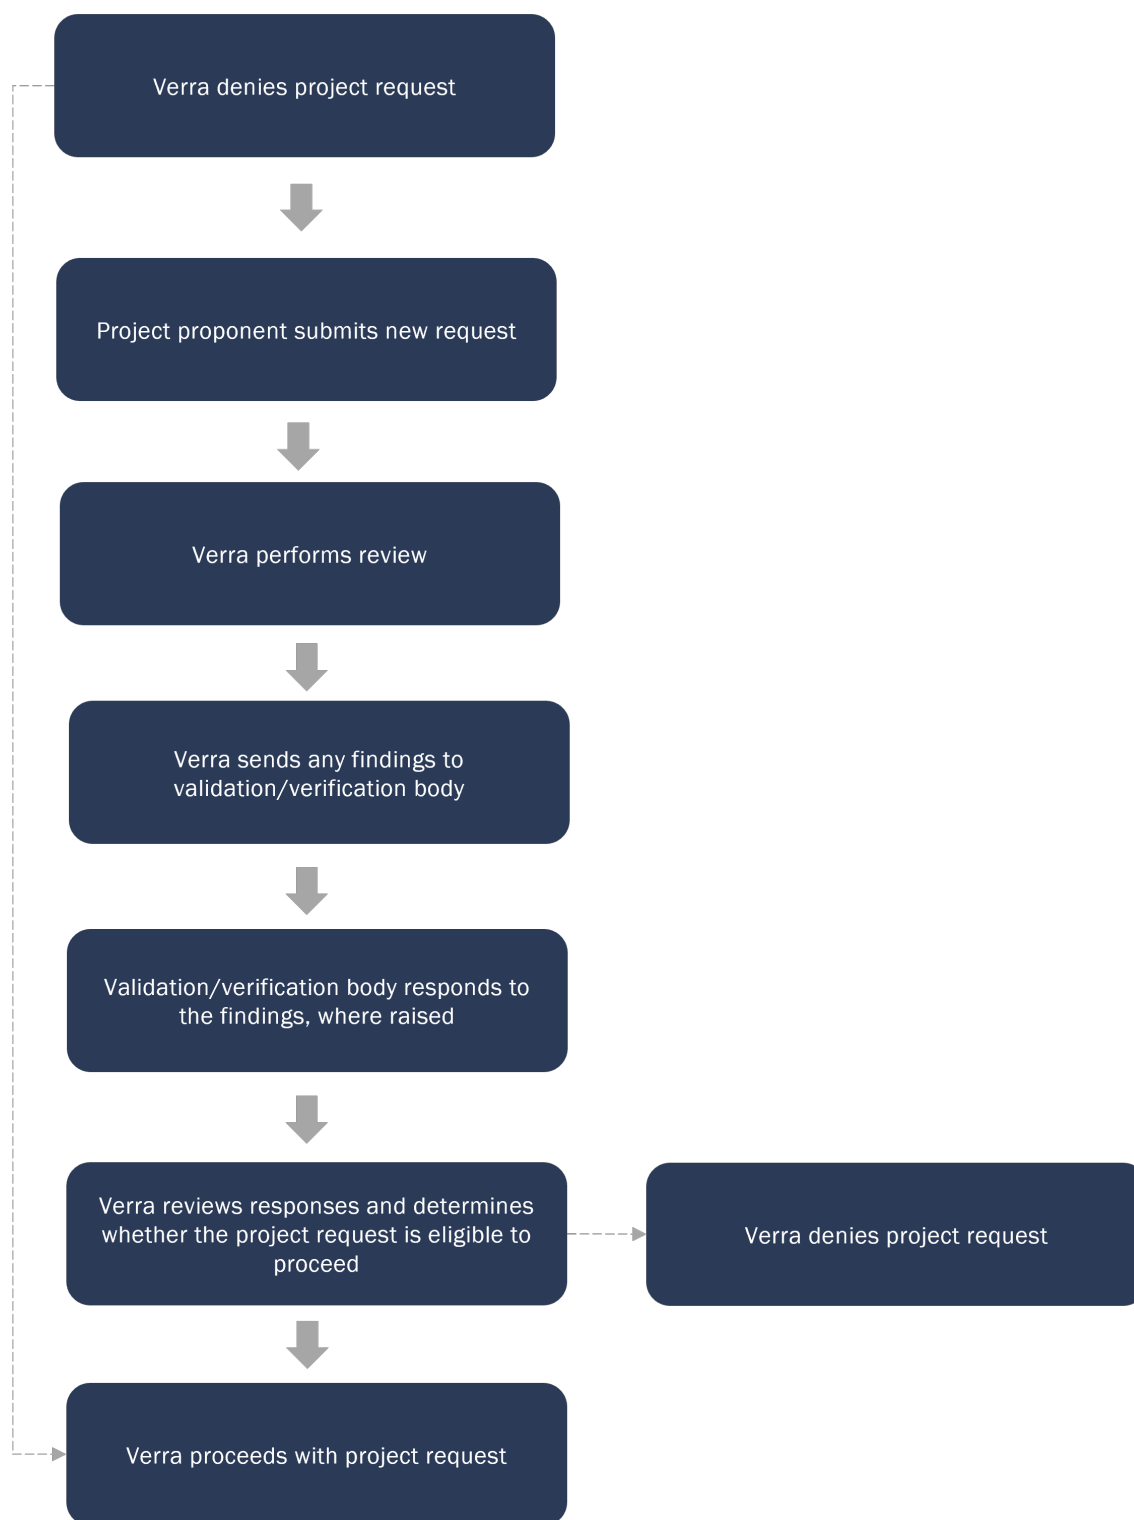 Verra denies project request
Project proponent submits new request
Verra performs review
Verra sends any findings to
validation/verification body
Validation/verification body responds to
the findings, where raised
Verra reviews responses and determines
whether the project request is eligible to
proceed
Verra denies project request
Verra proceeds with project request